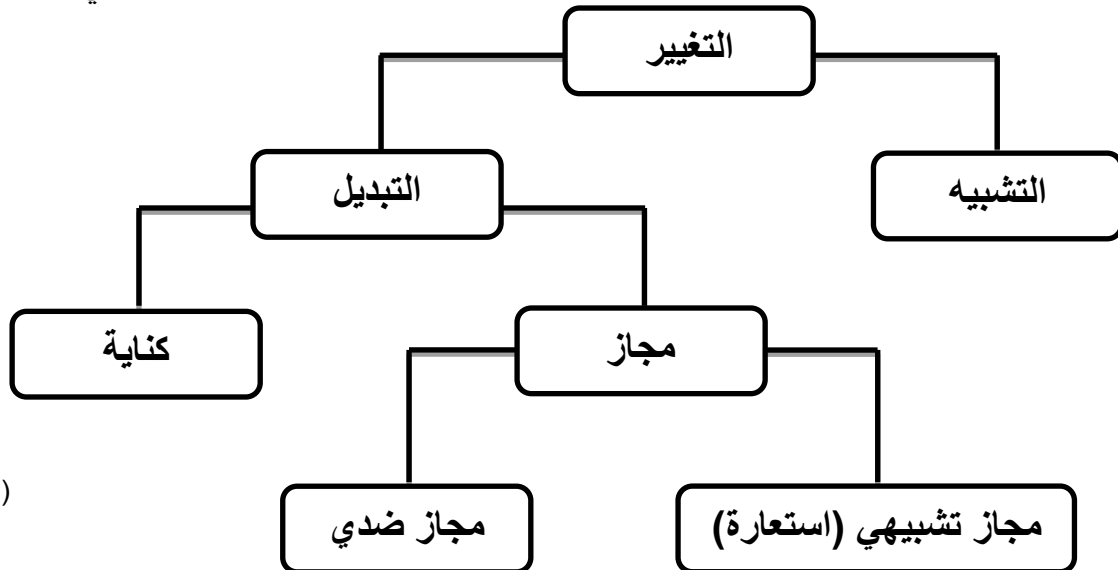 التغيير
التشبيه
التبديل
مجاز
كناية
مجاز تشبيهي (استعارة)
مجاز ضدي
)